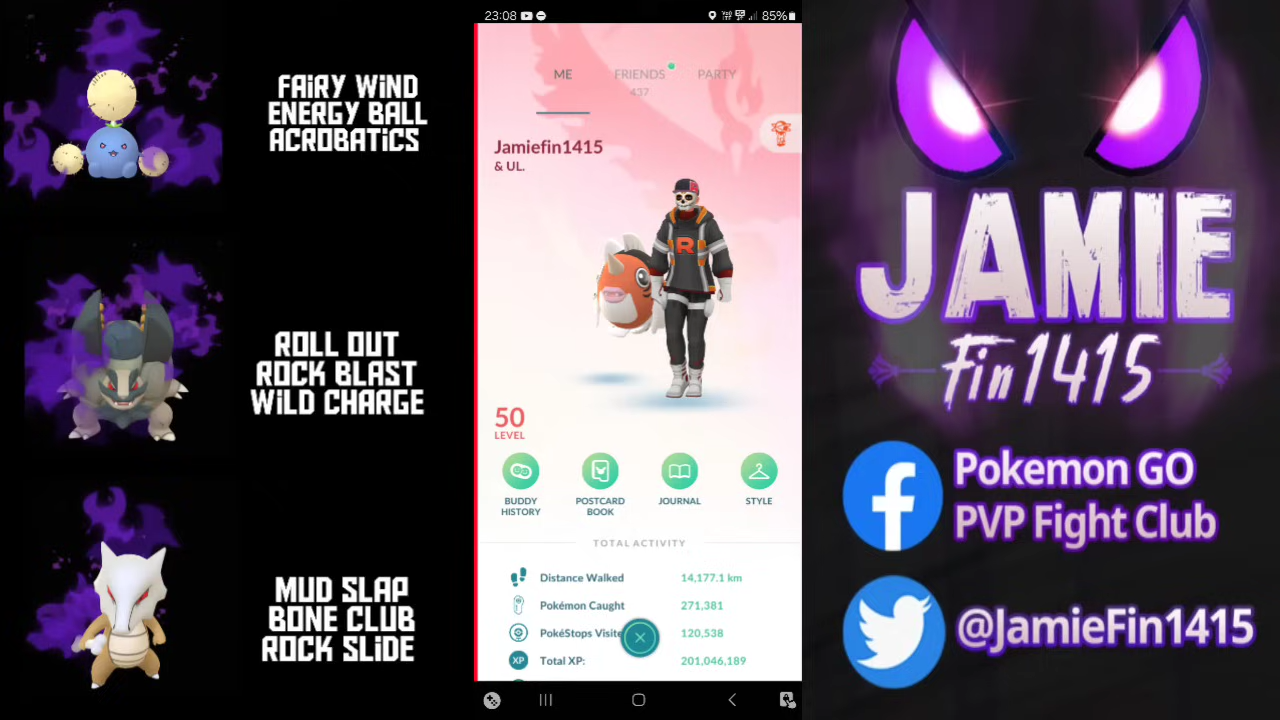 FAIRY WIND
ENERGY BALL
ACROBATICS
ROLL OUT
ROCK BLAST
WILD CHARGE
MUD SLAP
BONE CLUB
ROCK SLIDE
23:08
85%
ME
FRIENDS
437
PARTY
Jamiefin1415
& UL.
R
50
LEVEL
BUDDY
HISTORY
POSTCARD
BOOK
JOURNAL
STYLE
TOTAL ACTIVITY
Distance Walked 14,177.1 km
Pokémon Caught 271,381
PokéStops Visite 120,538
XP Total XP: 201,046,189
JAMIE
Fin1415
f Pokemon GO
PVP Fight Club
@JamieFin1415